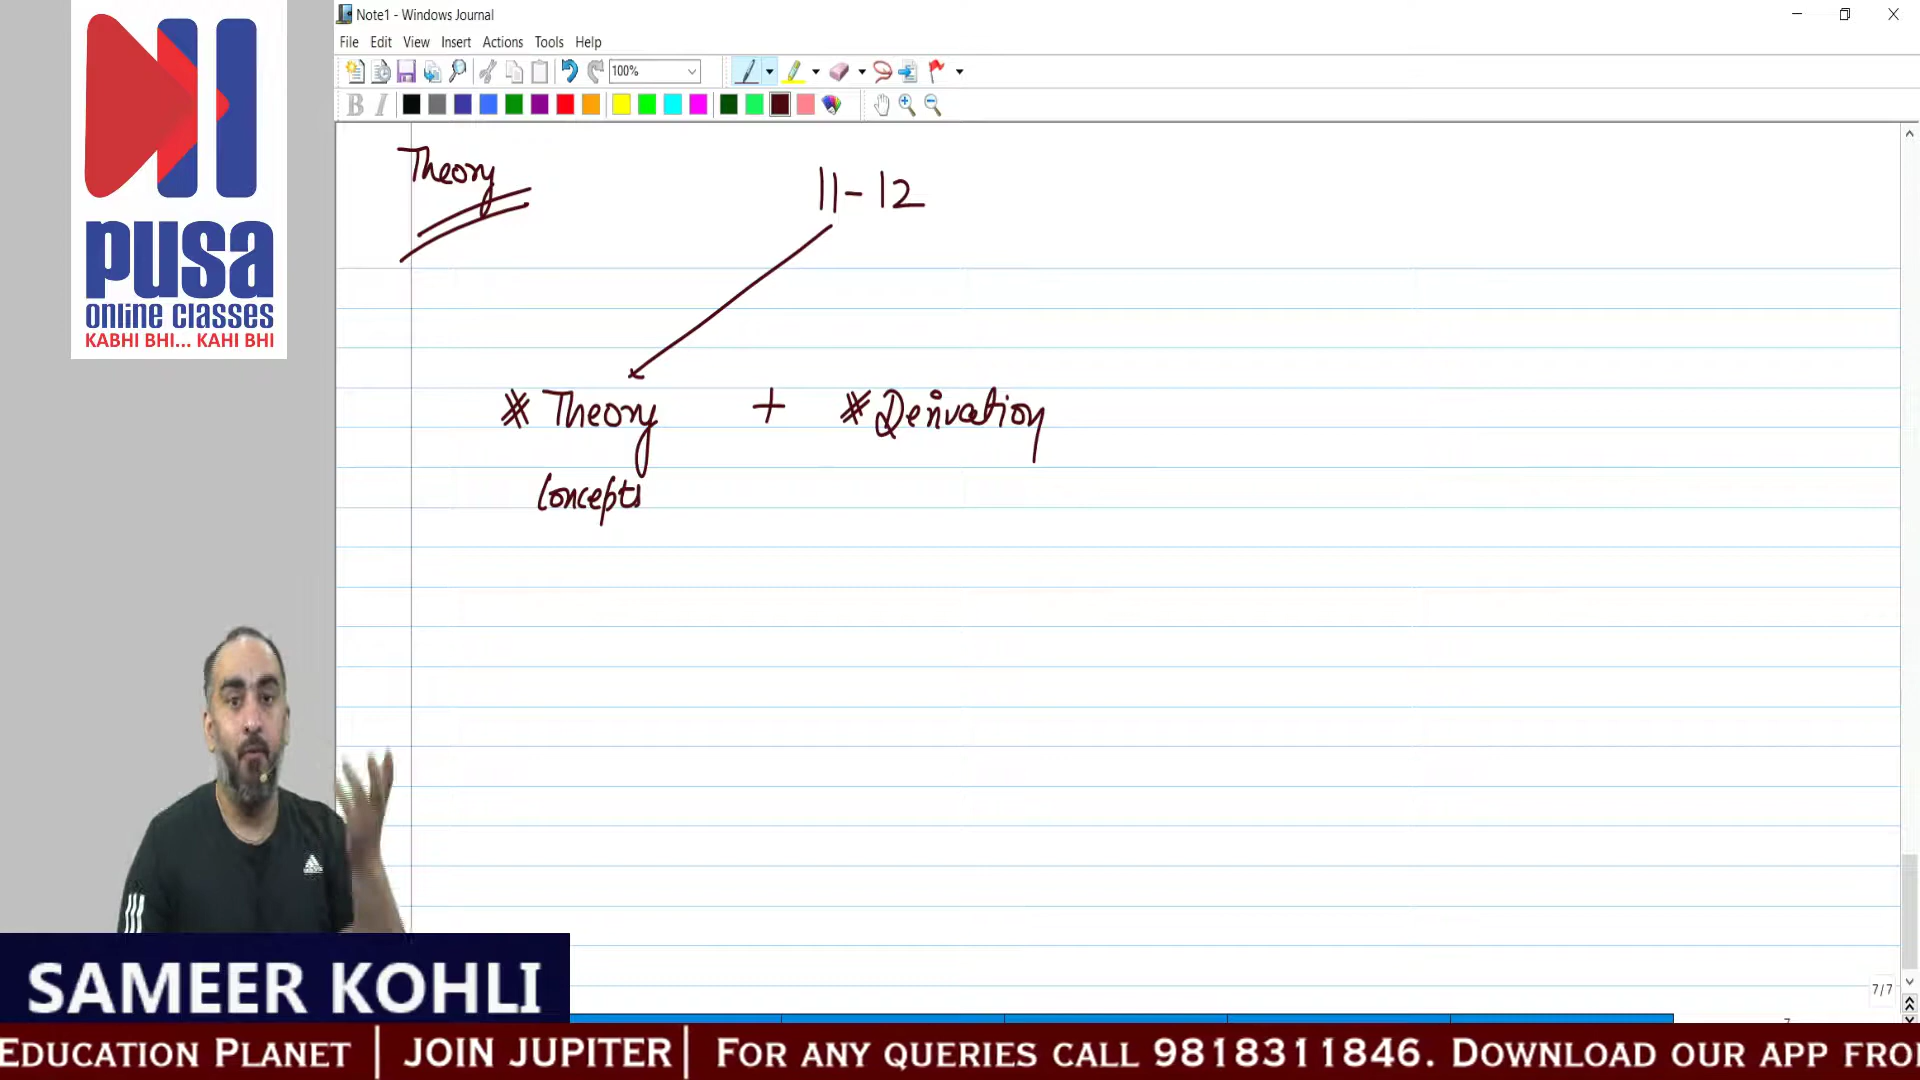 PUSA
ONLINE CLASSES
KABHI BHI... KAHI BHI
Note1 - Windows Journal
File Edit View Insert Actions Tools Help
100%
B I
Theory
11-12
* Theory + * Derivation
Concepts
adidas
7/7
7
SAMEER KOHLI
EDUCATION PLANET | JOIN JUPITER| FOR ANY QUERIES CALL 9818311846. DOWNLOAD OUR APP FRO